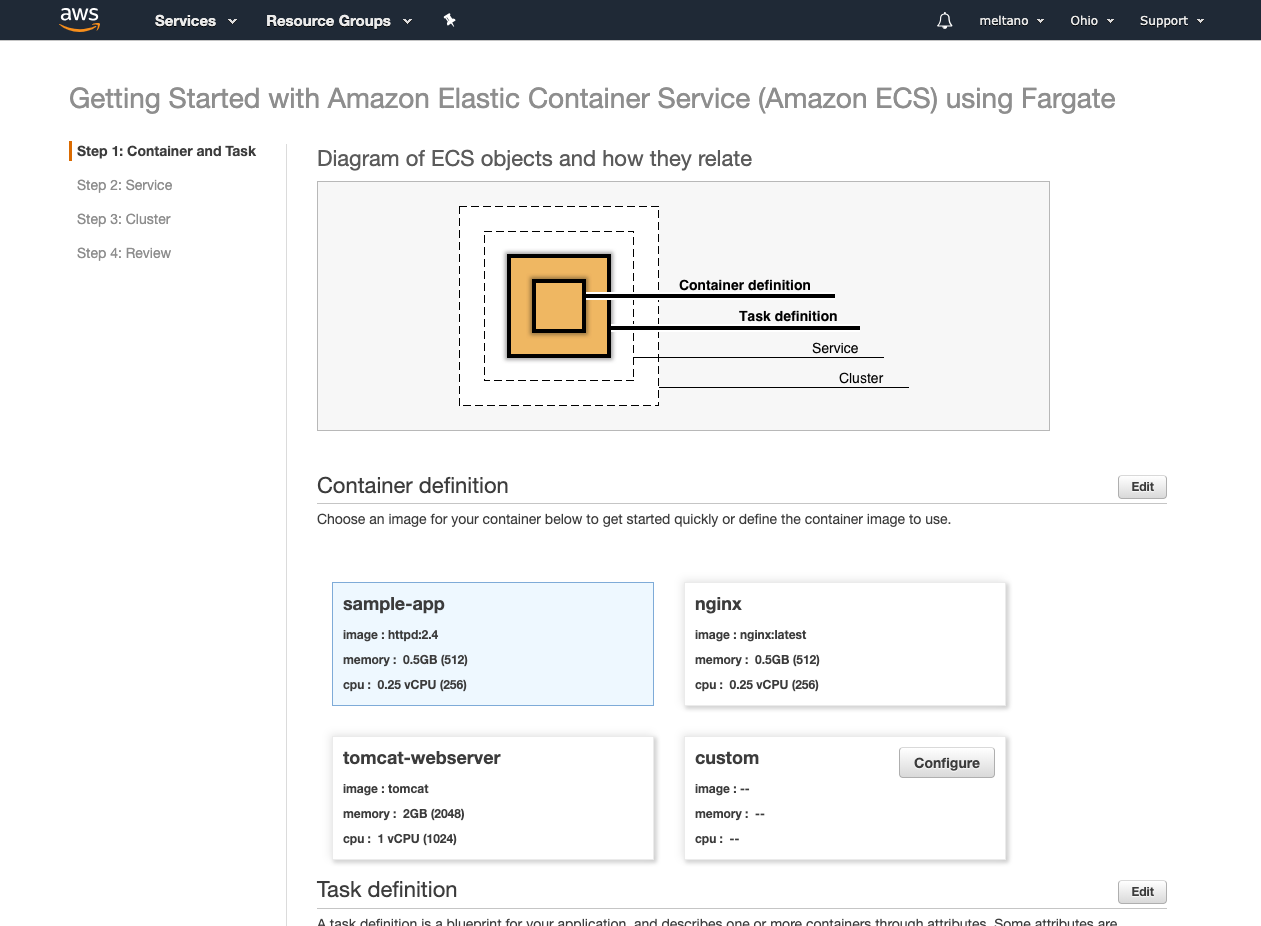 aws Services Resource Groups meltano Ohio Support
Getting Started with Amazon Elastic Container Service (Amazon ECS) using Fargate
Step 1: Container and Task
Step 2: Service
Step 3: Cluster
Step 4: Review
Diagram of ECS objects and how they relate
Container definition
Task definition
Service
Cluster
Container definition
Edit
Choose an image for your container below to get started quickly or define the container image to use.
sample-app
image : httpd:2.4
memory : 0.5GB (512)
cpu : 0.25 vCPU (256)
nginx
image : nginx:latest
memory : 0.5GB (512)
cpu : 0.25 vCPU (256)
tomcat-webserver
image : tomcat
memory : 2GB (2048)
cpu : 1 vCPU (1024)
custom
Configure
image : --
memory : --
cpu : --
Task definition
Edit
A task definition is a blueprint for your application, and describes one or more containers through attributes. Some attributes are